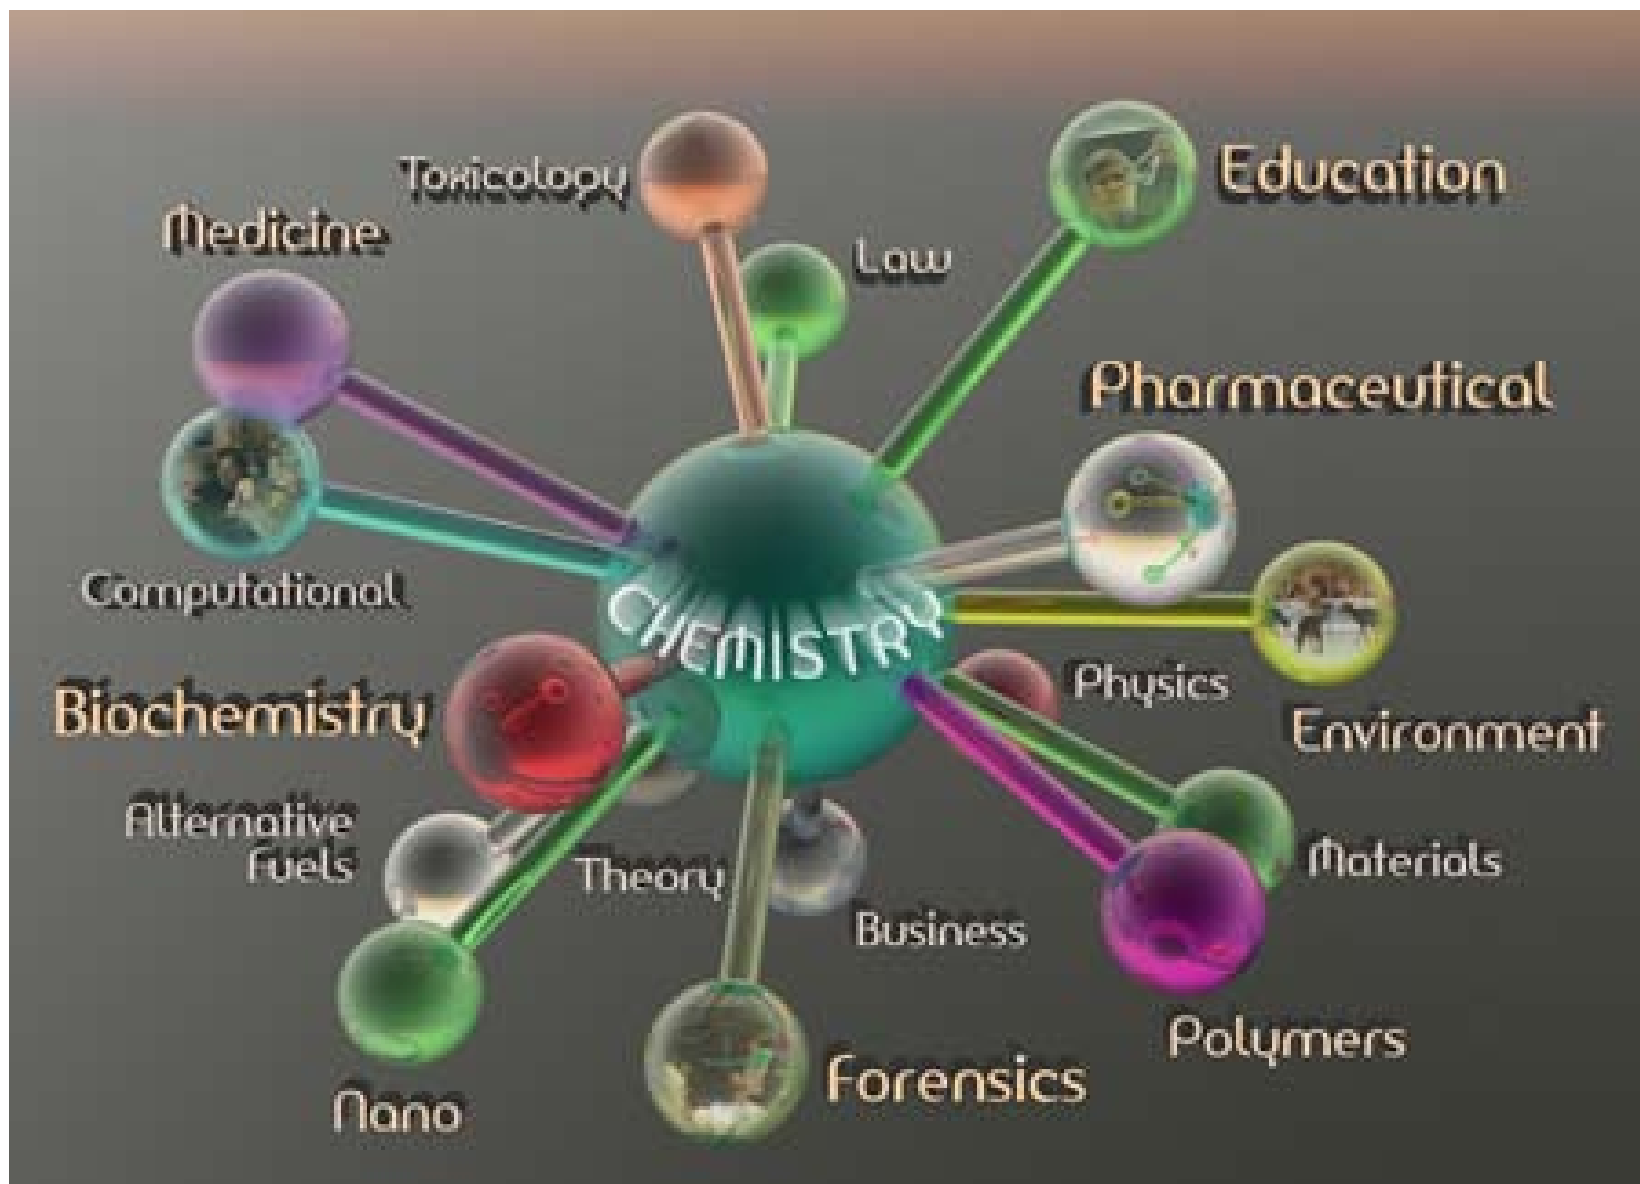 Toxicology
Education
Medicine
Law
Pharmaceutical
Computational
CHEMISTRY
Physics
Biochemistry
Environment
Alternative
Fuels
Theory
Materials
Business
Polymers
Forensics
Nano